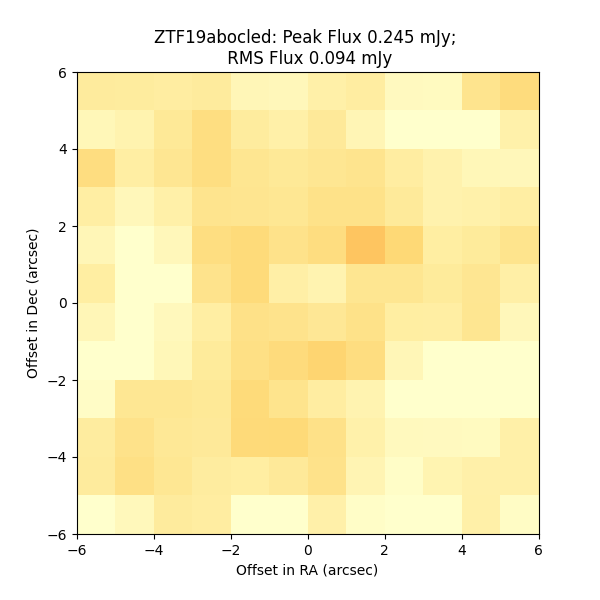 ZTF19abocled: Peak Flux 0.245 mJy;
RMS Flux 0.094 mJy
6
4
2
0
−2
−4
−6
Offset in Dec (arcsec)
−6 −4 −2 0 2 4 6
Offset in RA (arcsec)